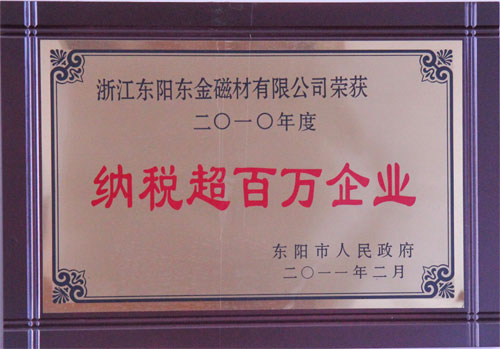 浙江东阳东金磁材有限公司荣获
二〇一〇年度
纳税超百万企业
东阳市人民政府
二〇一一年二月